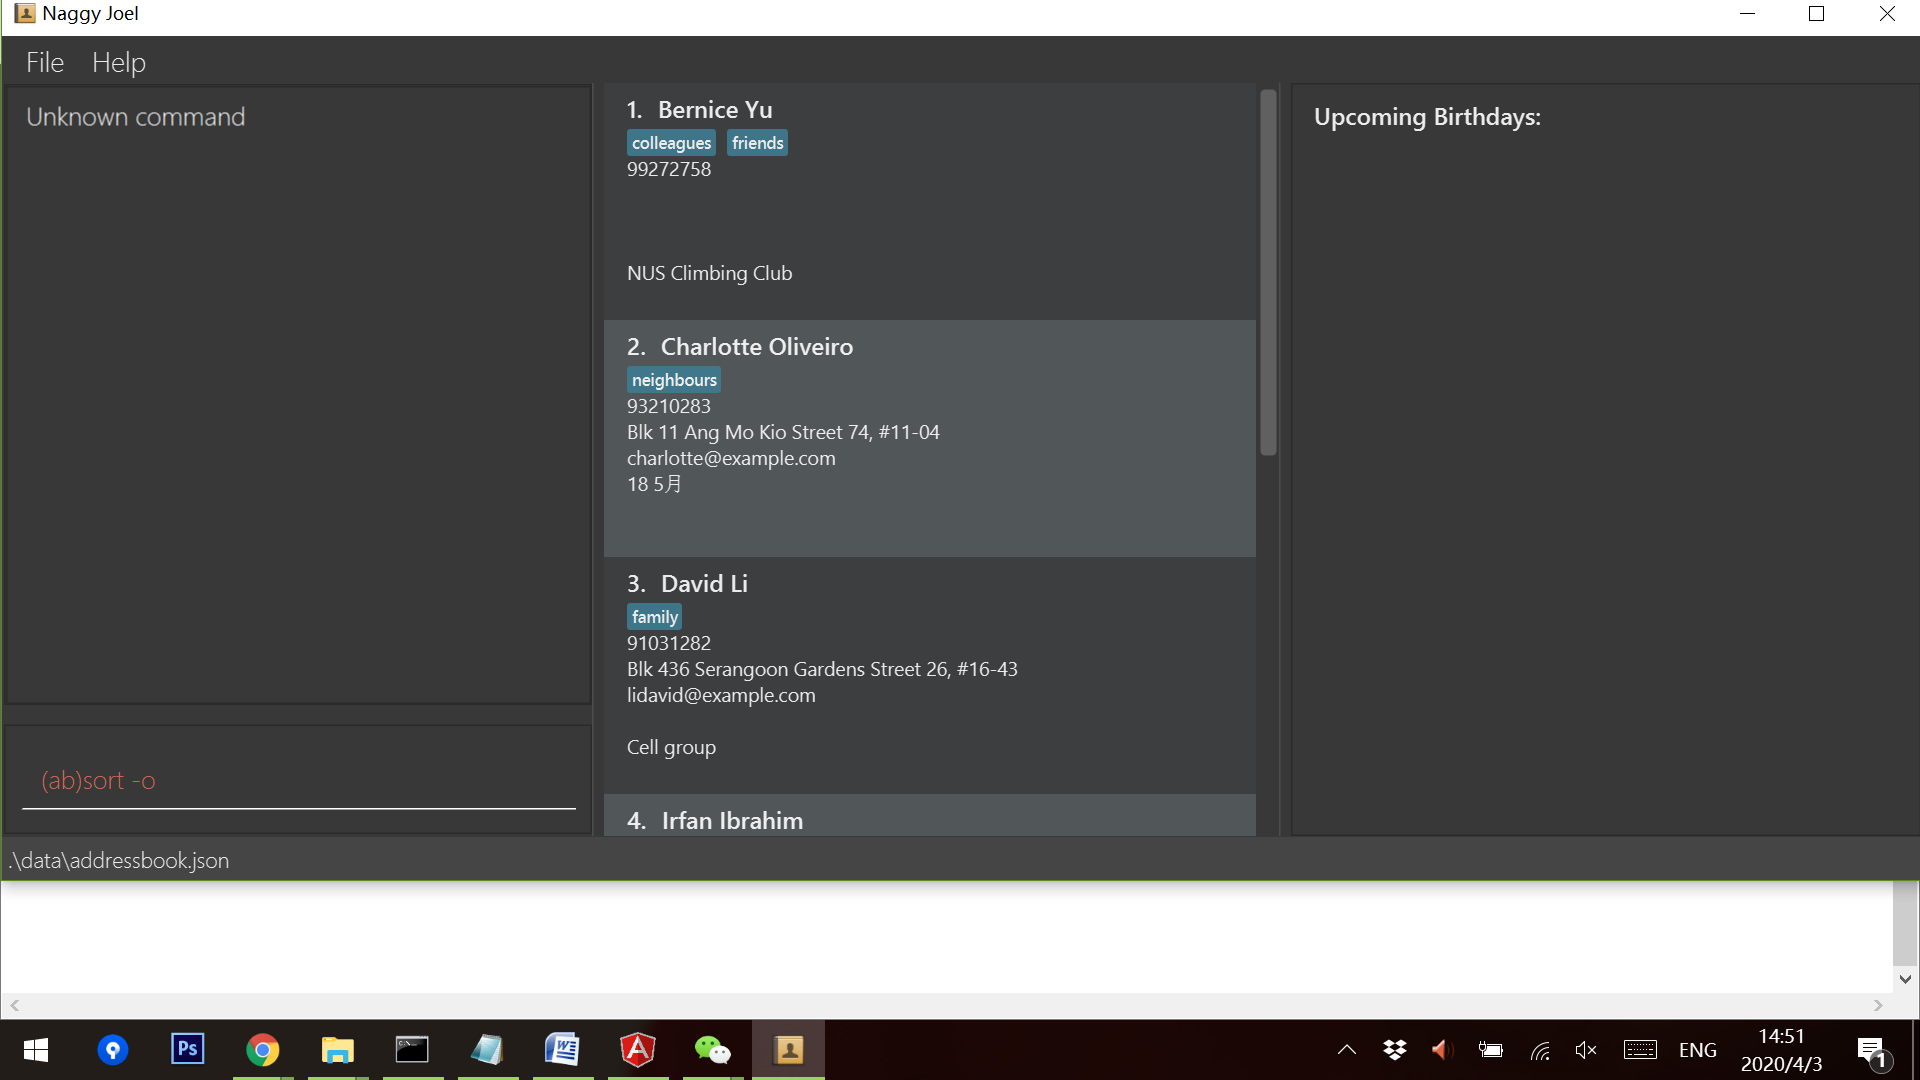 Naggy Joel
File Help
Unknown command
(ab)sort -o
1. Bernice Yu
colleagues friends
99272758
NUS Climbing Club
2. Charlotte Oliveiro
neighbours
93210283
Blk 11 Ang Mo Kio Street 74, #11-04
charlotte@example.com
18 5月
3. David Li
family
91031282
Blk 436 Serangoon Gardens Street 26, #16-43
lidavid@example.com
Cell group
4. Irfan Ibrahim
Upcoming Birthdays:
.\data\addressbook.json
Ps
ENG
14:51
2020/4/3
1